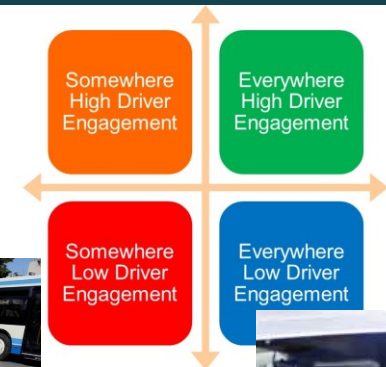 Somewhere
High Driver
Engagement
Everywhere
High Driver
Engagement
Somewhere
Low Driver
Engagement
Everywhere
Low Driver
Engagement